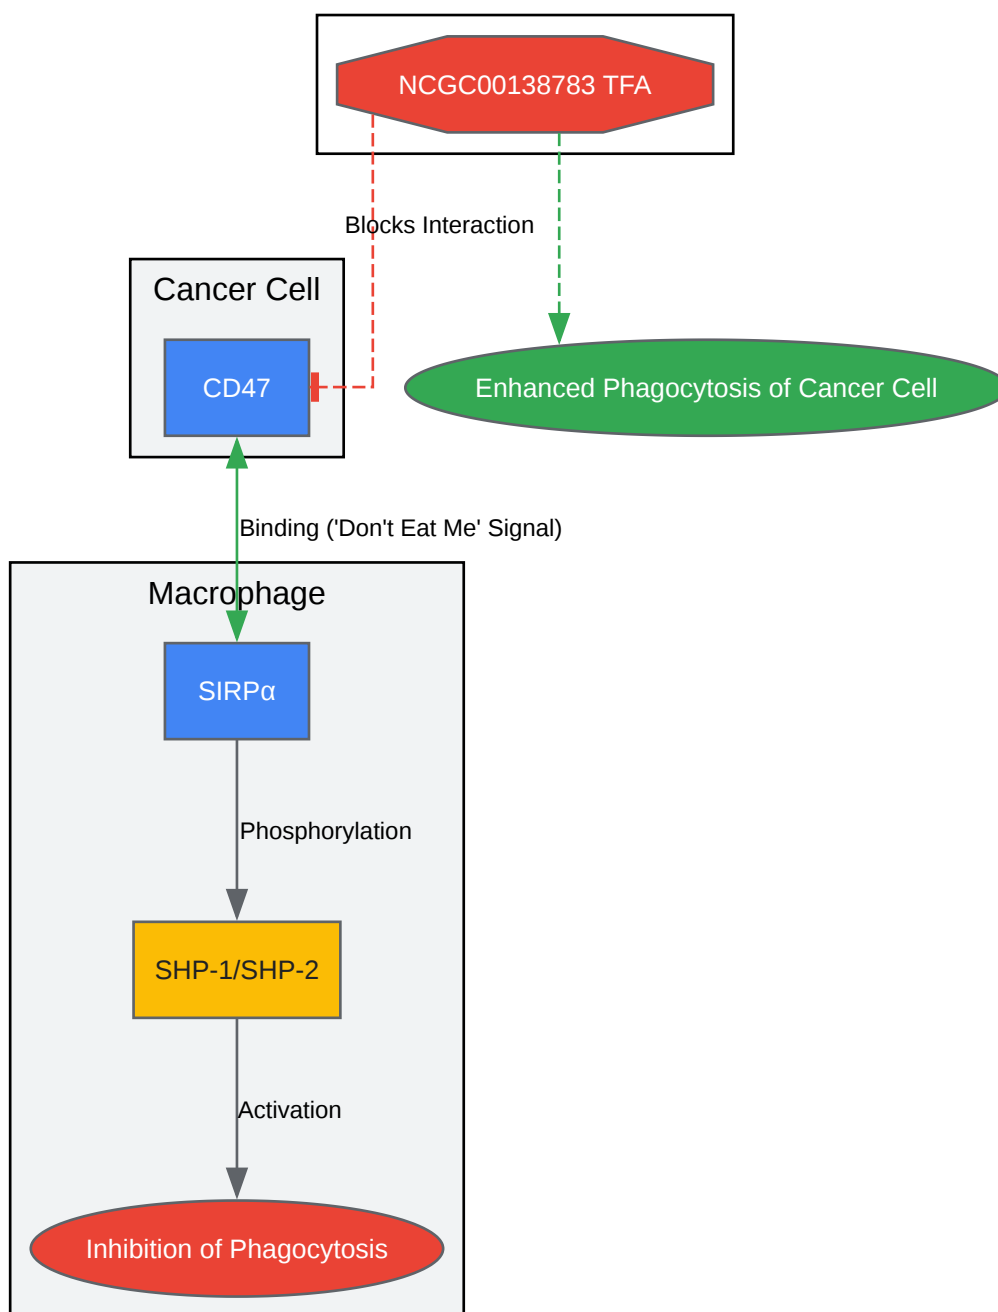 NCGC00138783 TFA
Blocks Interaction
Cancer Cell
CD47
Enhanced Phagocytosis of Cancer Cell
Binding ('Don't Eat Me' Signal)
Macrophage
SIRPα
Phosphorylation
SHP-1/SHP-2
Activation
Inhibition of Phagocytosis